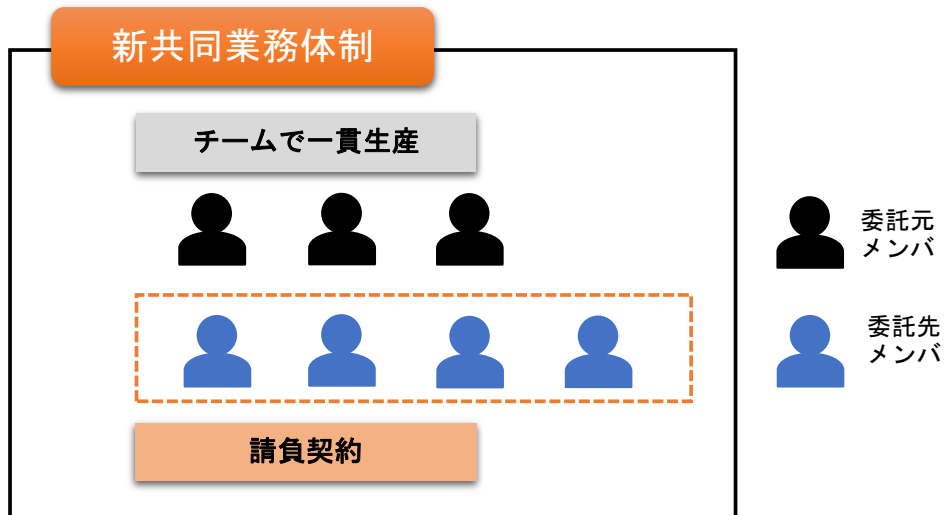 新共同業務体制
チームで一貫生産
委託元
メンバ
委託先
メンバ
請負契約